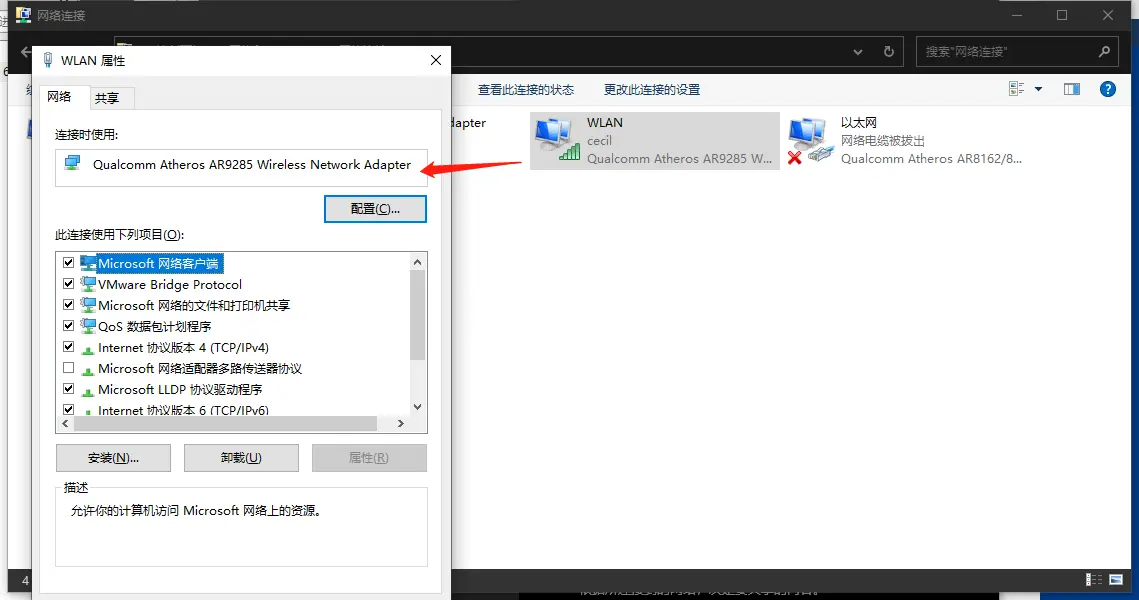 网络连接
搜索"网络连接"
WLAN 属性
网络
共享
查看此连接的状态
更改此连接的设置
dapter
WLAN
cecil
Qualcomm Atheros AR9285 W...
以太网
网络电缆被拔出
Qualcomm Atheros AR8162/8...
连接时使用:
Qualcomm Atheros AR9285 Wireless Network Adapter
配置(C)...
此连接使用下列项目(O):
Microsoft 网络客户端
VMware Bridge Protocol
Microsoft 网络的文件和打印机共享
QoS 数据包计划程序
Internet 协议版本 4 (TCP/IPv4)
Microsoft 网络适配器多路传送器协议
Microsoft LLDP 协议驱动程序
Internet 协议版本 6 (TCP/IPv6)
安装(N)...
卸载(U)
属性(R)
描述
允许你的计算机访问 Microsoft 网络上的资源。
4